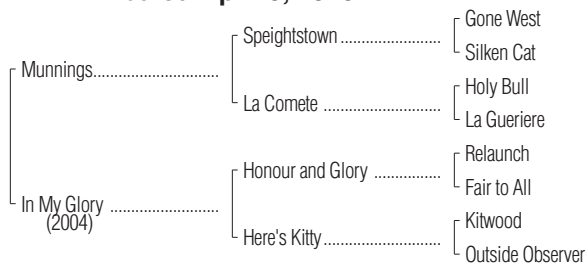 Gone West
Speightstown
Silken Cat
Munnings
Holy Bull
La Comete
La Gueriere
Relaunch
Honour and Glory
Fair to All
In My Glory
(2004)
Kitwood
Here's Kitty
Outside Observer